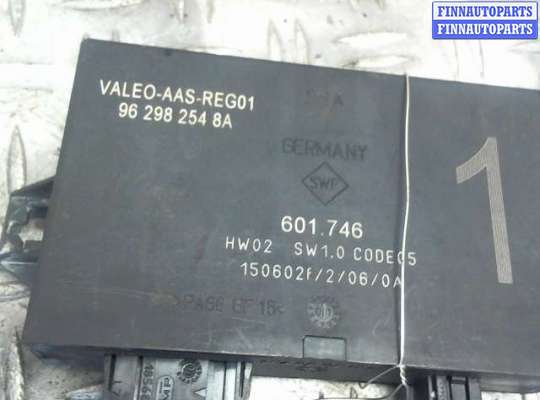 FINNAUTOPARTS
FINNAUTOPARTS
FINNAUTOPARTS
VALEO-AAS-REG01
96 298 254 8A
GERMANY
SWF
601.746
HW02 SW1.0 CODE05
150602f/2/06/0A
1